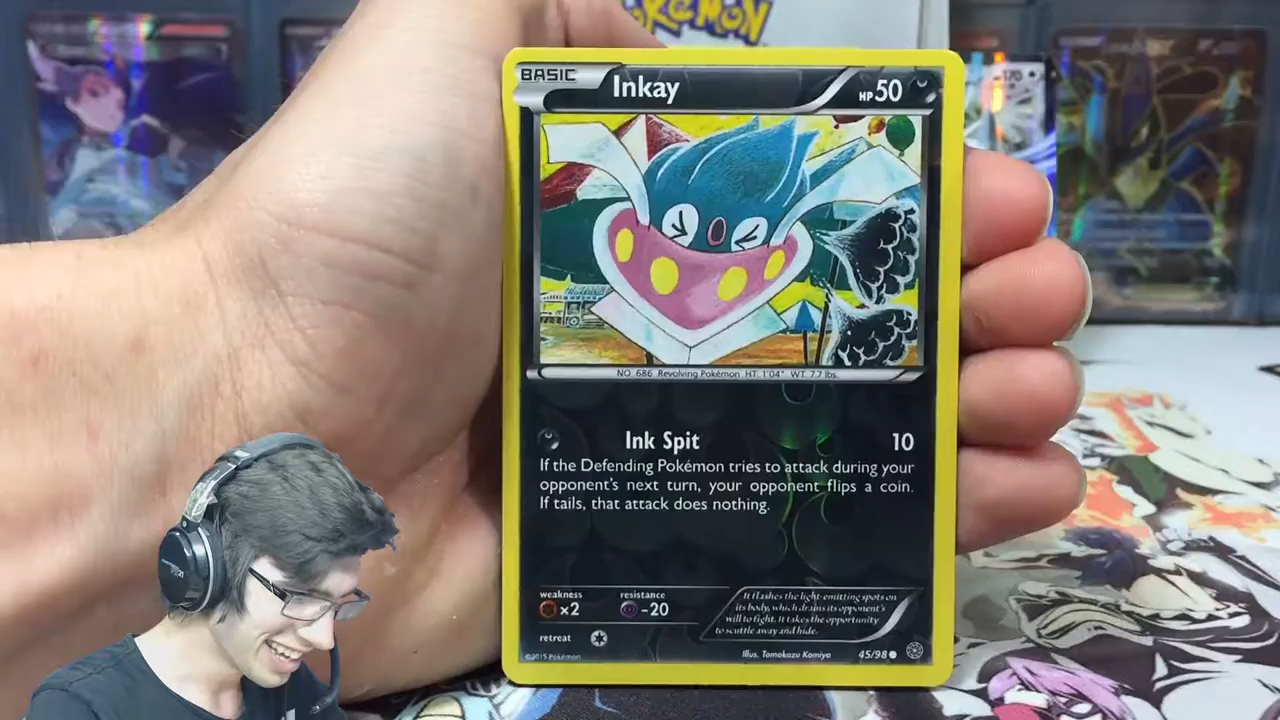 POKéMON
BASIC
Inkay
HP 50
NO. 686 Revolving Pokémon HT: 1'04" WT: 7.7 lbs.
Ink Spit 10
If the Defending Pokémon tries to attack during your
opponent's next turn, your opponent flips a coin.
If tails, that attack does nothing.
weakness
×2
resistance
-20
retreat
It flashes the light-emitting spots on
its body, which drains its opponent's
will to fight. It takes the opportunity
to scuttle away and hide.
©2015 Pokémon
Illus. Tomokazu Komiya
45/98